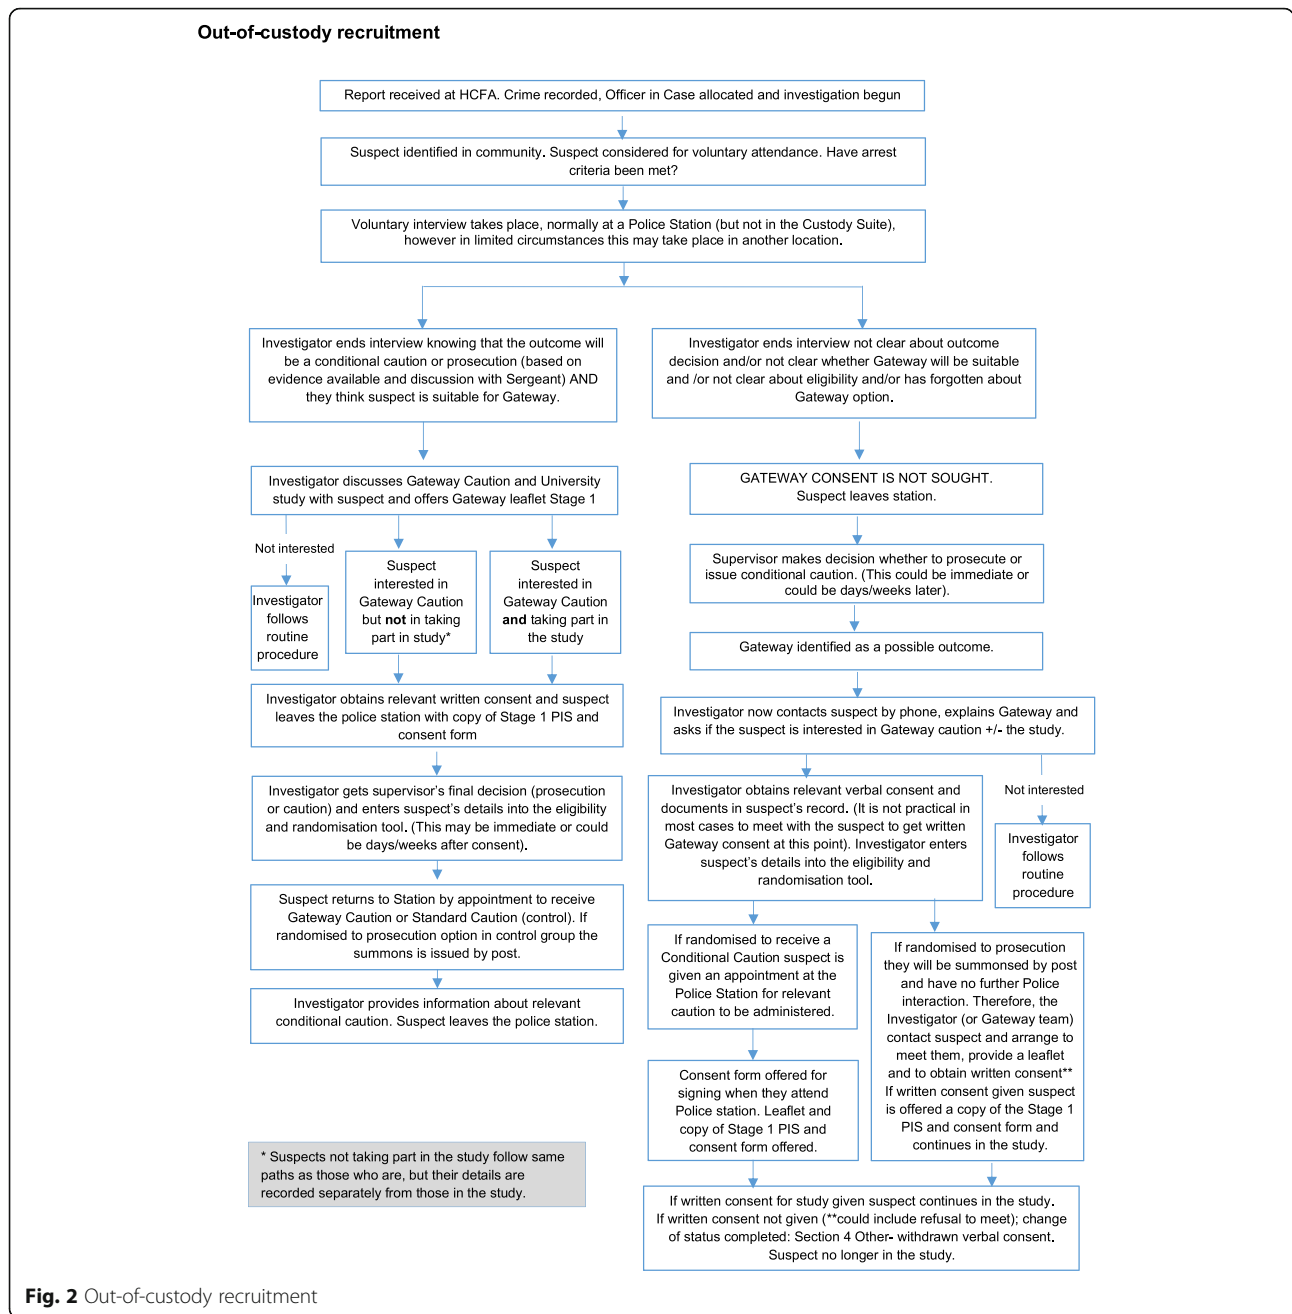 Out-of-custody recruitment
Report received at HCFA. Crime recorded, Officer in Case allocated and investigation begun
Suspect identified in community. Suspect considered for voluntary attendance. Have arrest
criteria been met?
Voluntary interview takes place, normally at a Police Station (but not in the Custody Suite),
however in limited circumstances this may take place in another location.
Investigator ends interview knowing that the outcome will
be a conditional caution or prosecution (based on
evidence available and discussion with Sergeant) AND
they think suspect is suitable for Gateway.
Investigator discusses Gateway Caution and University
study with suspect and offers Gateway leaflet Stage 1
Not interested
Investigator
follows
routine
procedure
Suspect
interested in
Gateway Caution
but not in taking
part in study*
Suspect
interested in
Gateway Caution
and taking part in
the study
Investigator obtains relevant written consent and suspect
leaves the police station with copy of Stage 1 PIS and
consent form
Investigator gets supervisor's final decision (prosecution
or caution) and enters suspect's details into the eligibility
and randomisation tool. (This may be immediate or could
be days/weeks after consent).
Suspect returns to Station by appointment to receive
Gateway Caution or Standard Caution (control). If
randomised to prosecution option in control group the
summons is issued by post.
Investigator provides information about relevant
conditional caution. Suspect leaves the police station.
* Suspects not taking part in the study follow same
paths as those who are, but their details are
recorded separately from those in the study.
Investigator ends interview not clear about outcome
decision and/or not clear whether Gateway will be suitable
and /or not clear about eligibility and/or has forgotten about
Gateway option.
GATEWAY CONSENT IS NOT SOUGHT.
Suspect leaves station.
Supervisor makes decision whether to prosecute or
issue conditional caution. (This could be immediate or
could be days/weeks later).
Gateway identified as a possible outcome.
Investigator now contacts suspect by phone, explains Gateway and
asks if the suspect is interested in Gateway caution +/- the study.
Investigator obtains relevant verbal consent and
documents in suspect's record. (It is not practical in
most cases to meet with the suspect to get written
Gateway consent at this point). Investigator enters
suspect's details into the eligibility and
randomisation tool.
Not interested
Investigator
follows
routine
procedure
If randomised to receive a
Conditional Caution suspect is
given an appointment at the
Police Station for relevant
caution to be administered.
Consent form offered for
signing when they attend
Police station. Leaflet and
copy of Stage 1 PIS and
consent form offered.
If randomised to prosecution
they will be summonsed by post
and have no further Police
interaction. Therefore, the
Investigator (or Gateway team)
contact suspect and arrange to
meet them, provide a leaflet
and to obtain written consent**
If written consent given suspect
is offered a copy of the Stage 1
PIS and consent form and
continues in the study.
If written consent for study given suspect continues in the study.
If written consent not given (**could include refusal to meet); change
of status completed: Section 4 Other- withdrawn verbal consent.
Suspect no longer in the study.
Fig. 2 Out-of-custody recruitment